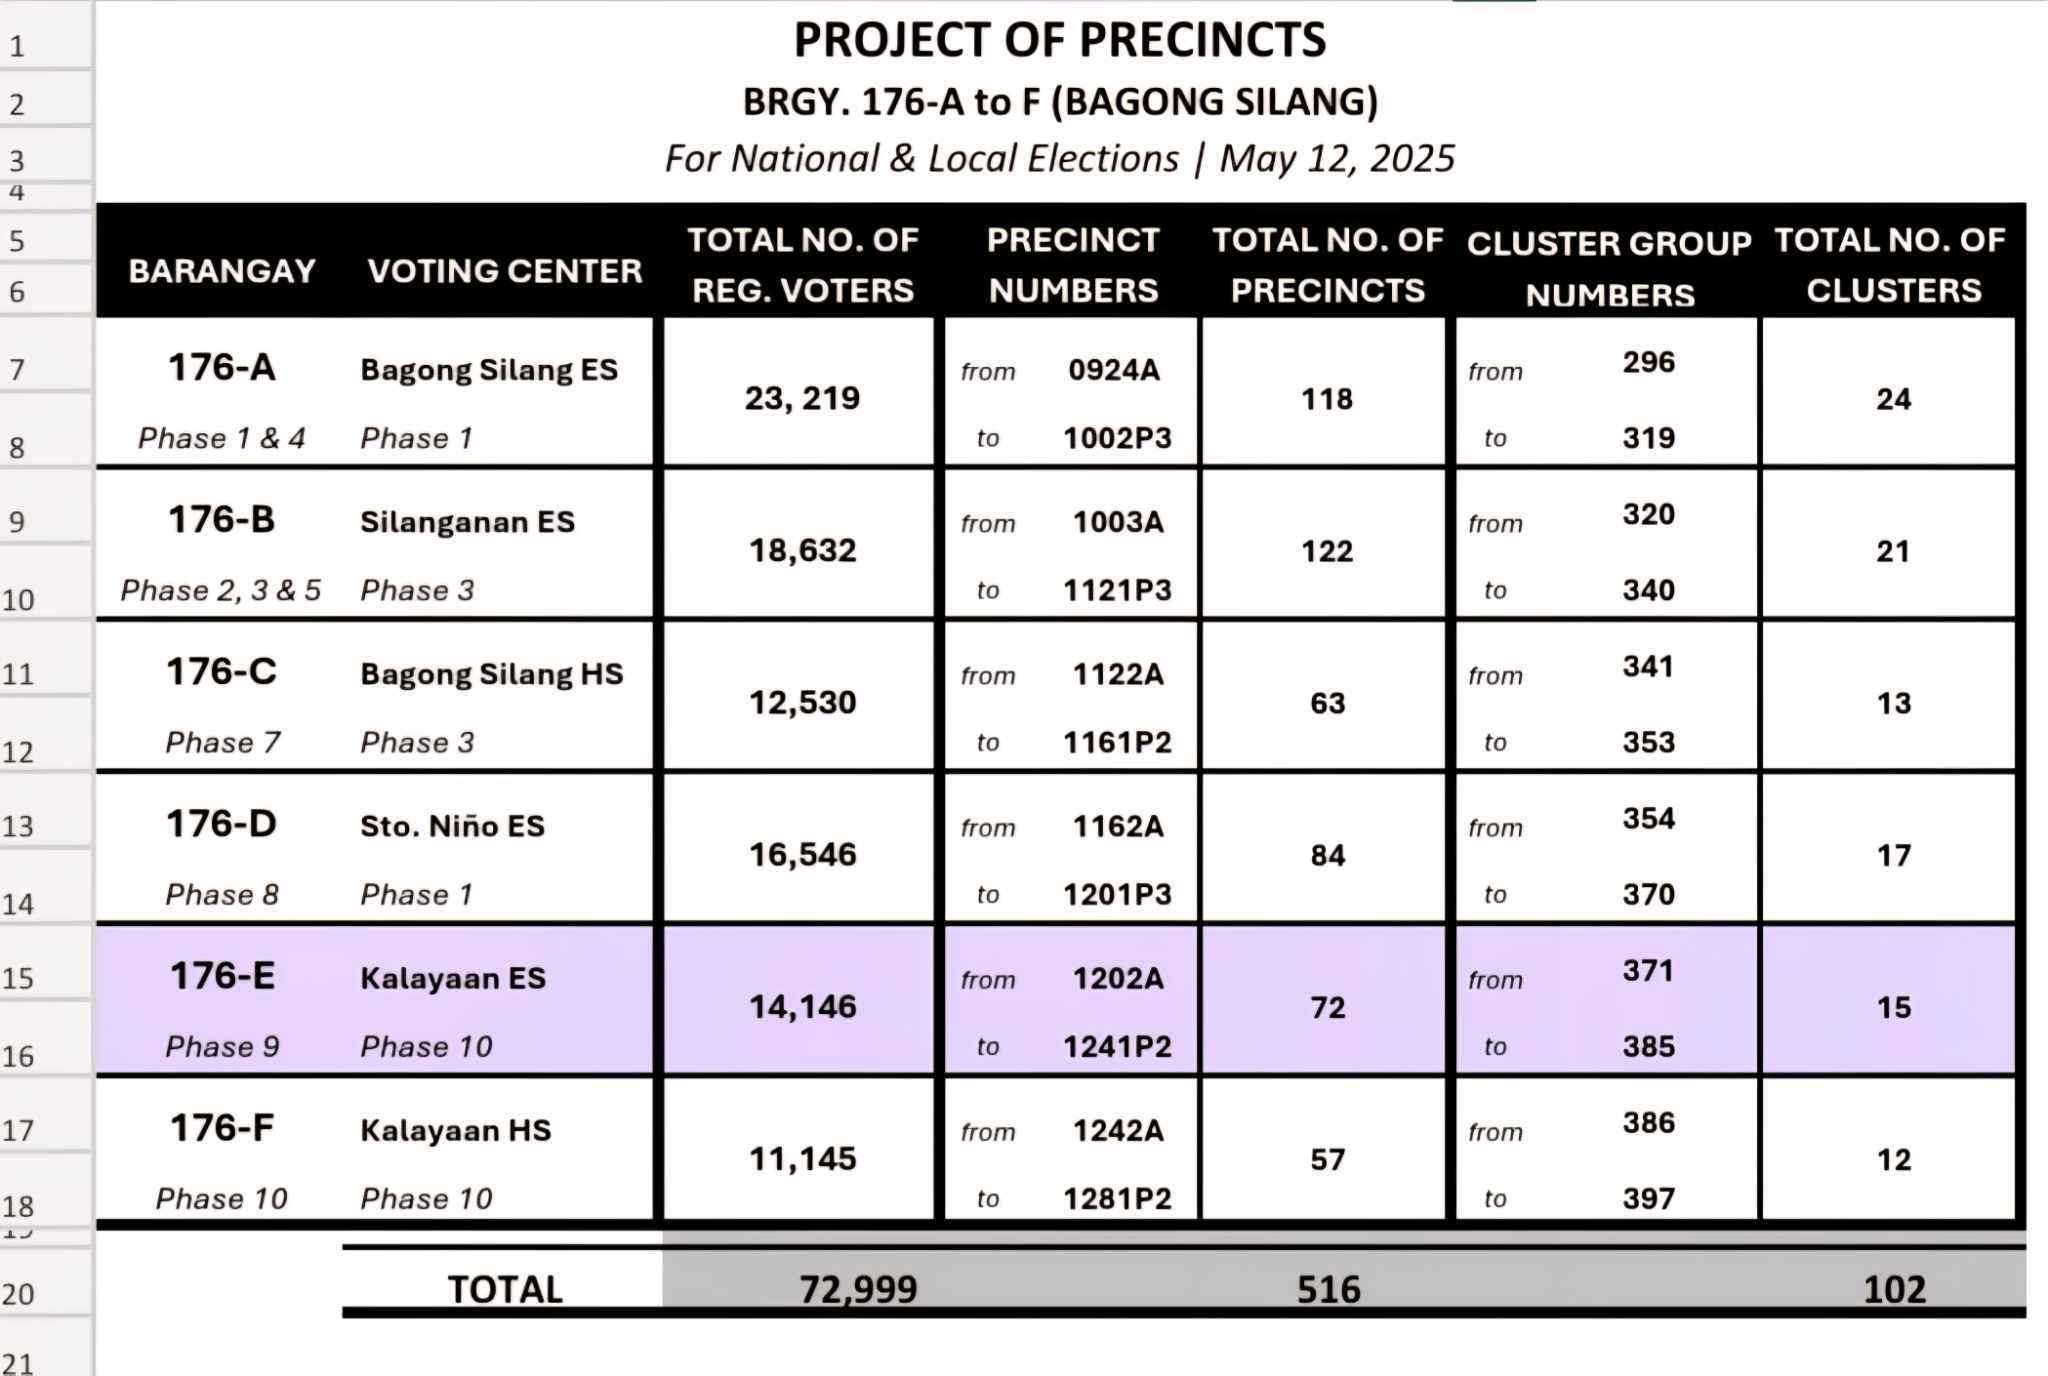 1 PROJECT OF PRECINCTS
2 BRGY. 176-A to F (BAGONG SILANG)
3 For National & Local Elections | May 12, 2025
4
5 TOTAL NO. OF PRECINCT TOTAL NO. OF CLUSTER GROUP TOTAL NO. OF
BARANGAY VOTING CENTER
6 REG. VOTERS NUMBERS PRECINCTS NUMBERS CLUSTERS
7 176-A Bagong Silang ES from 0924A from 296
23, 219 118 24
8 Phase 1 & 4 Phase 1 to 1002P3 to 319
9 176-B Silanganan ES from 1003A from 320
18,632 122 21
10 Phase 2, 3 & 5 Phase 3 to 1121P3 to 340
11 176-C Bagong Silang HS from 1122A from 341
12,530 63 13
12 Phase 7 Phase 3 to 1161P2 to 353
13 176-D Sto. Niño ES from 1162A from 354
16,546 84 17
14 Phase 8 Phase 1 to 1201P3 to 370
15 176-E Kalayaan ES from 1202A from 371
14,146 72 15
16 Phase 9 Phase 10 to 1241P2 to 385
17 176-F Kalayaan HS from 1242A from 386
11,145 57 12
18 Phase 10 Phase 10 to 1281P2 to 397
19
20 TOTAL 72,999 516 102
21